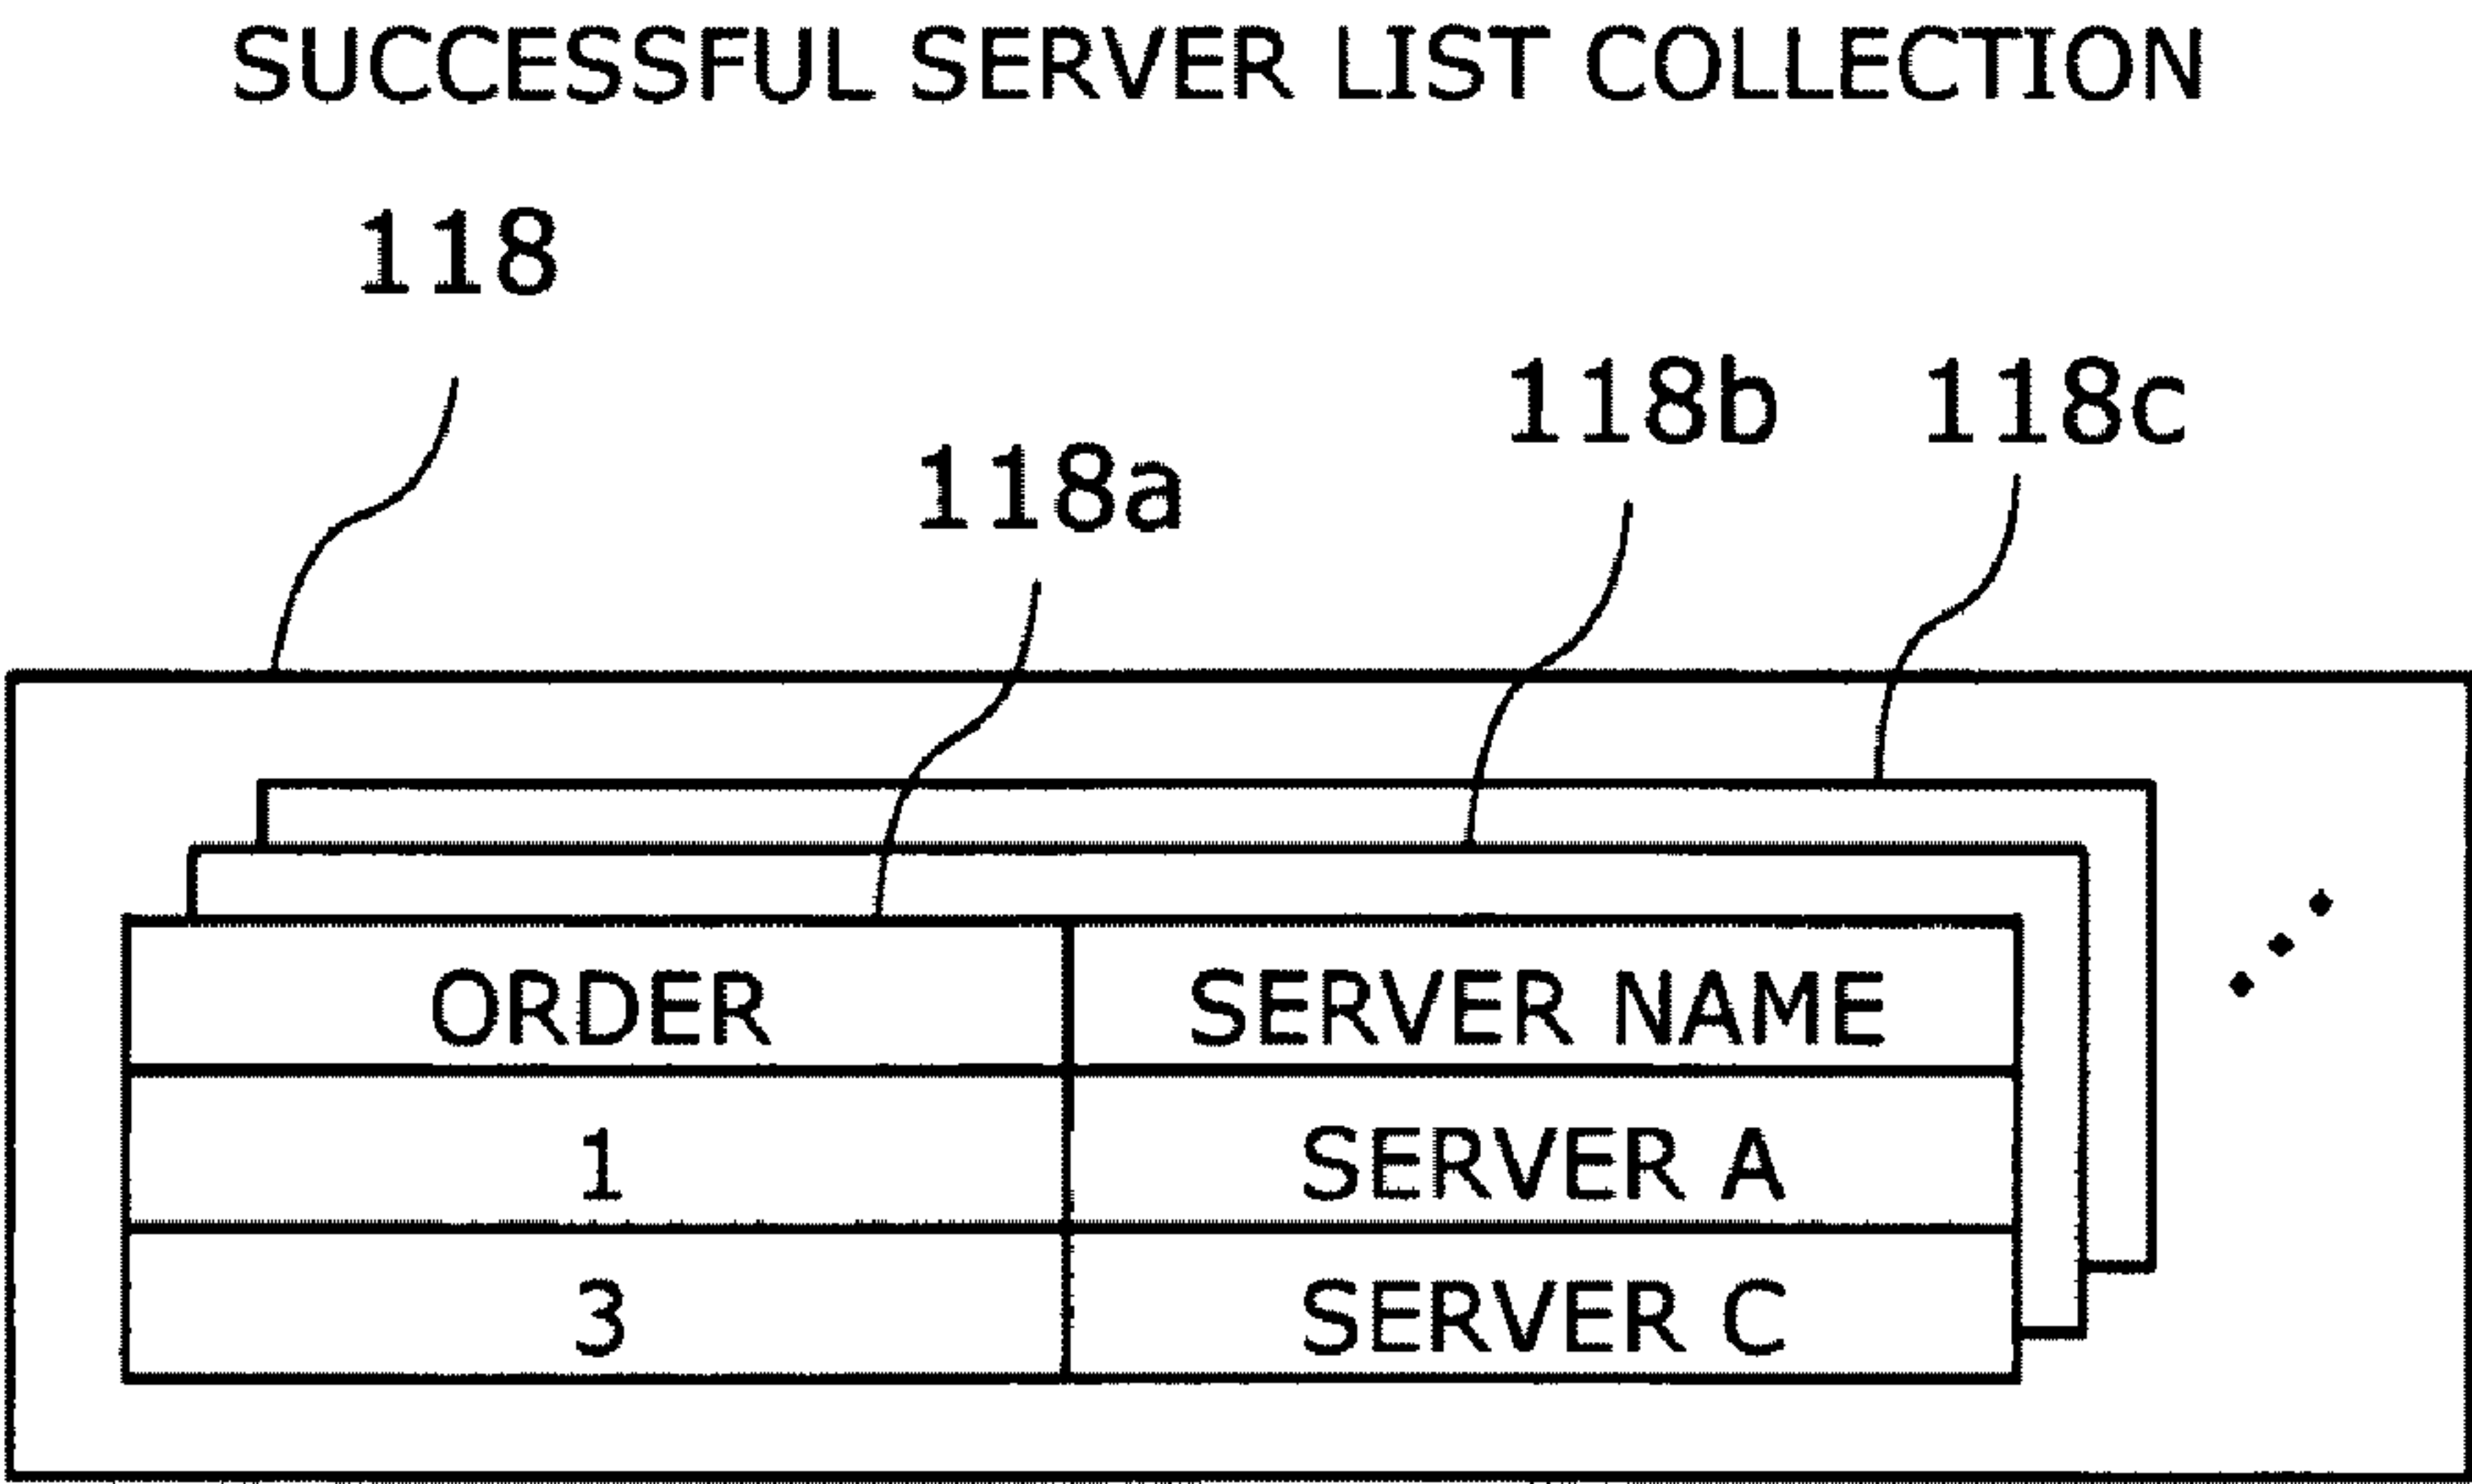 SUCCESSFUL SERVER LIST COLLECTION
118
118b 118c
118a
ORDER SERVER NAME
1 SERVER A
3 SERVER C